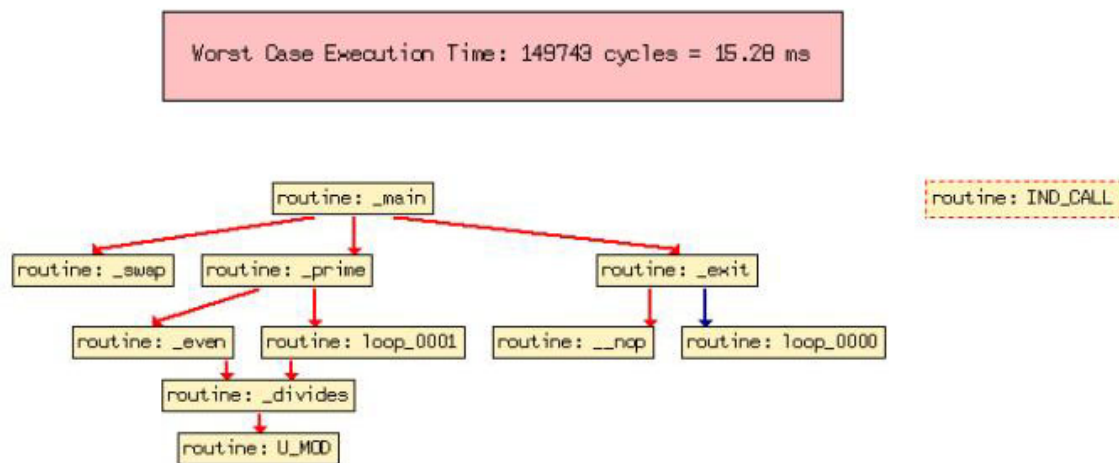 Worst Case Execution Time: 149743 cycles = 15.28 ms
routine: _main
routine: IND_CALL
routine: _swap
routine: _prime
routine: _exit
routine: _even
routine: loop_0001
routine: __nop
routine: loop_0000
routine: _divides
routine: U_MOD